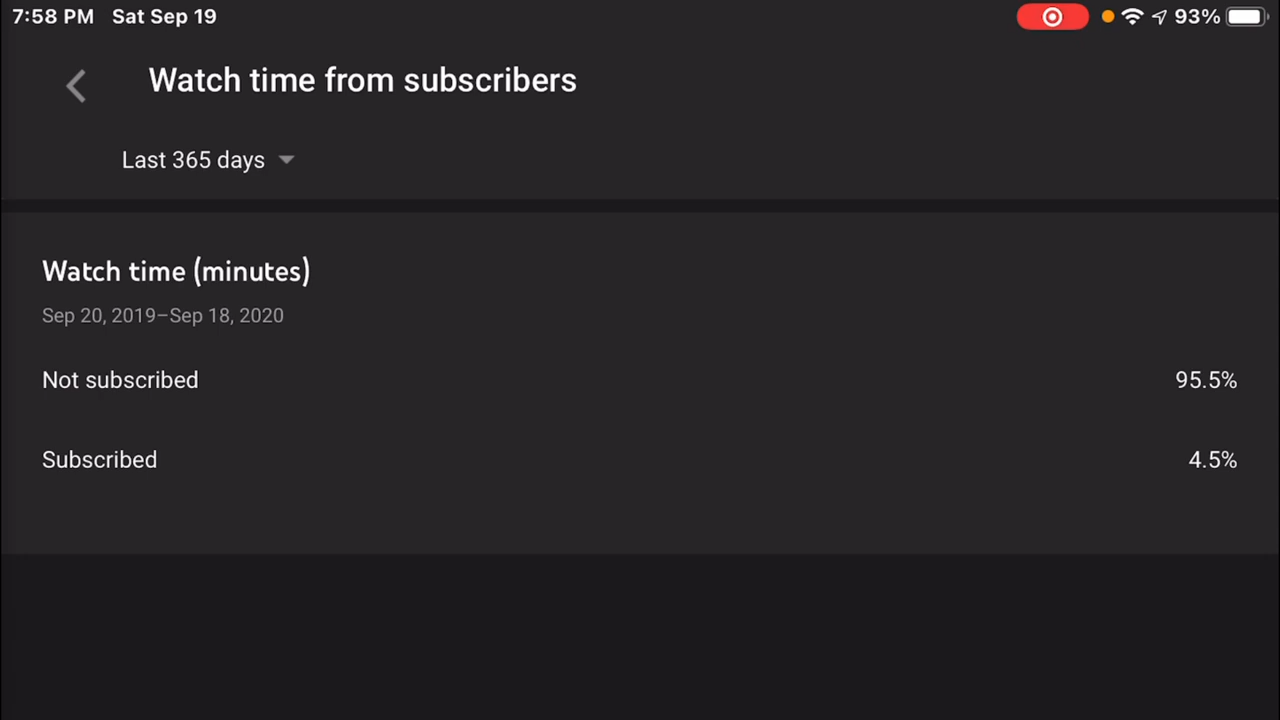 7:58 PM Sat Sep 19 93%
Watch time from subscribers
Last 365 days
Watch time (minutes)
Sep 20, 2019–Sep 18, 2020
Not subscribed 95.5%
Subscribed 4.5%